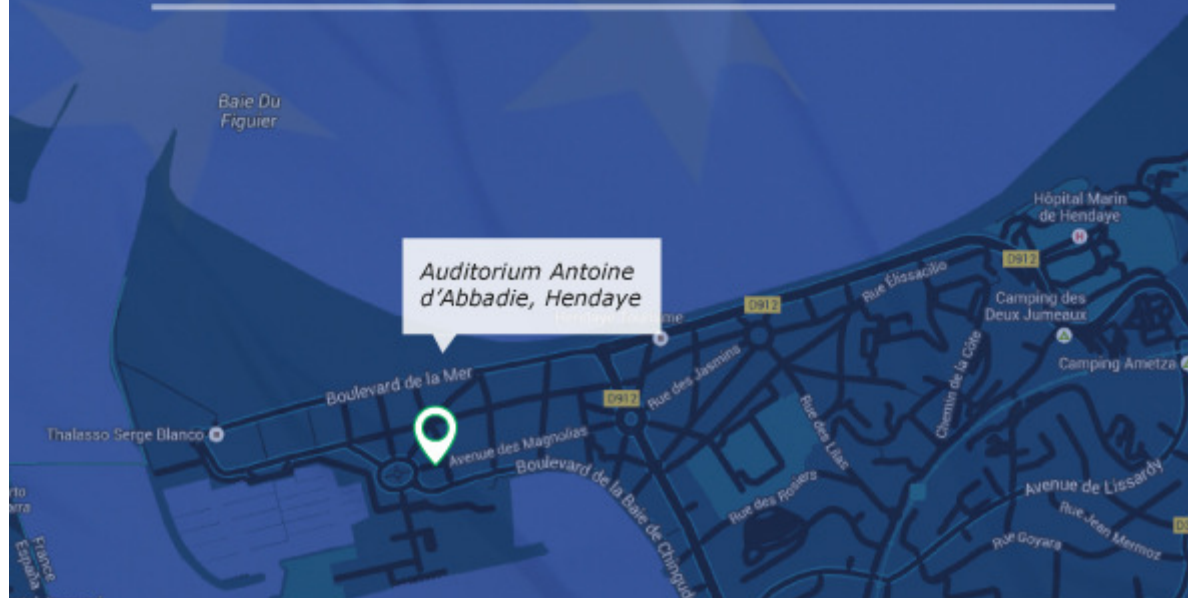 Baie Du
Figuier
Hôpital Marin
de Hendaye
D912
Auditorium Antoine
d'Abbadie, Hendaye
Rue Élissacilio
Camping des
Deux Jumeaux
D912
Camping Ametza
Boulevard de la Mer
Rue des Jasmins
Chemin de la Côte
D912
Thalasso Serge Blanco
Avenue des Magnolias
Rue des Lilas
Boulevard de la Baie de Chingud
Avenue de Lissardy
Rue des Rosiers
Rue Jean Mermoz
Rue Goyara
France
España